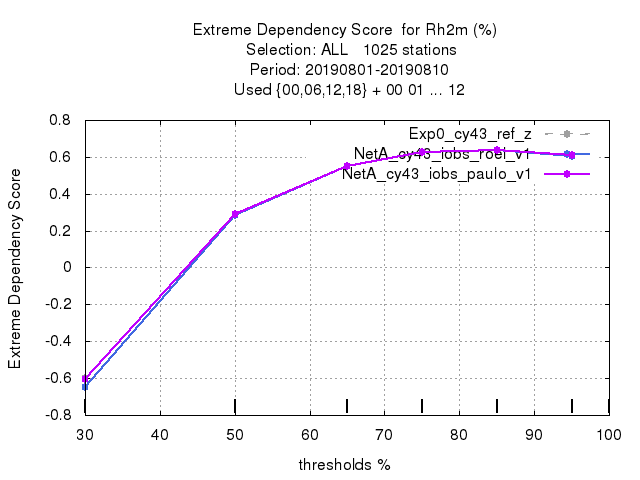 Extreme Dependency Score  for Rh2m (%)
Selection: ALL   1025 stations
Period: 20190801-20190810
Used {00,06,12,18} + 00 01 ... 12
Extreme Dependency Score
0.8
0.6
0.4
0.2
0
-0.2
-0.4
-0.6
-0.8
Exp0_cy43_ref_z
NetA_cy43_iobs_roel_v1
NetA_cy43_iobs_paulo_v1
30 40 50 60 70 80 90 100
thresholds %